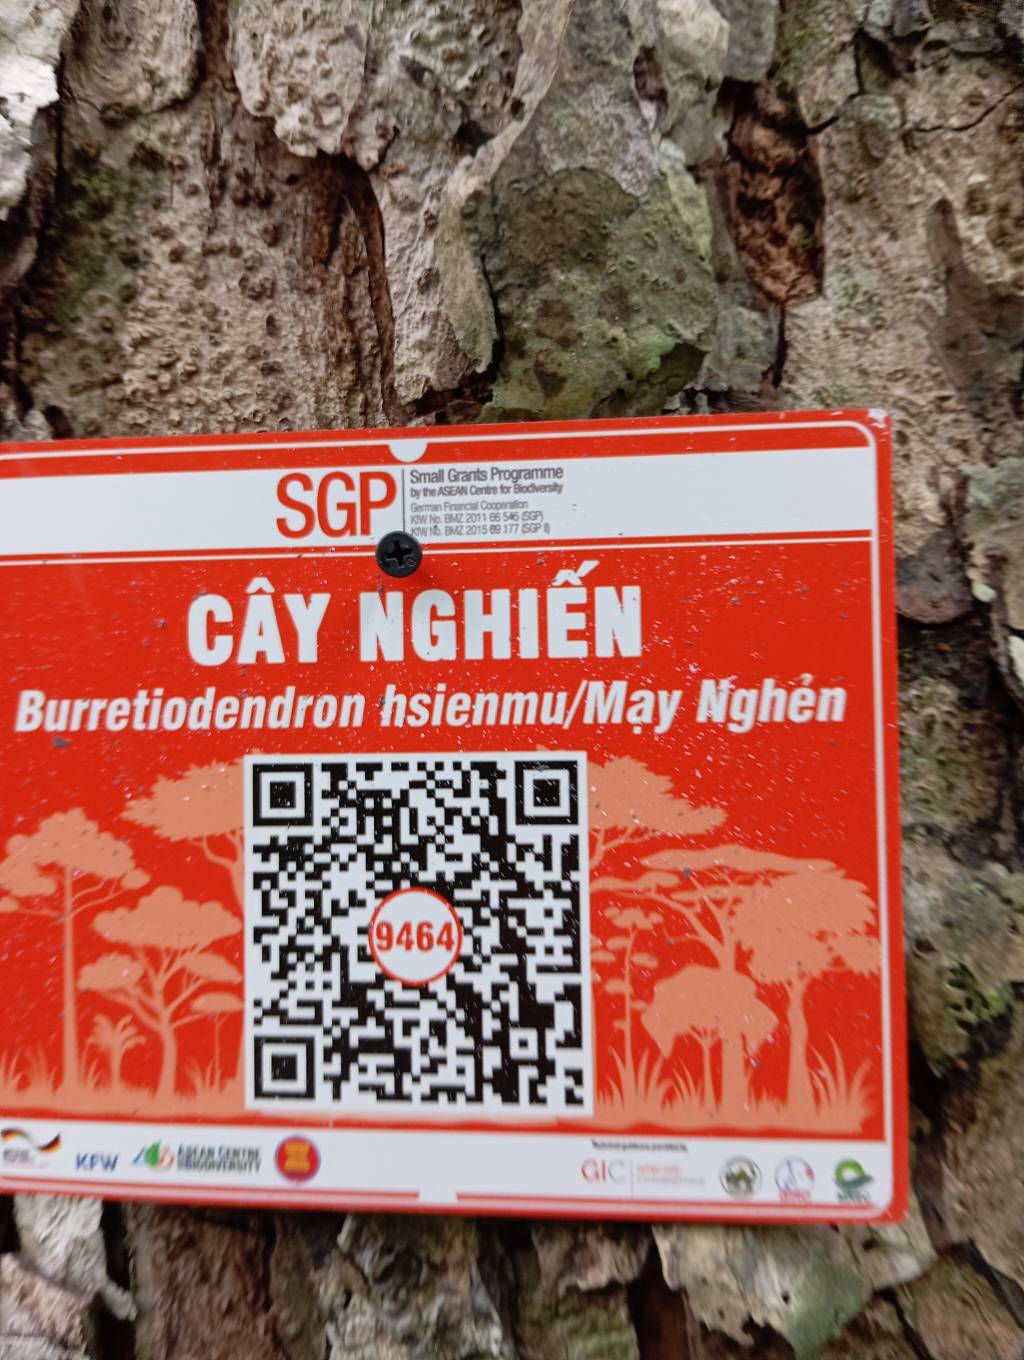 SGP
Small Grants Programme
by the ASEAN Centre for Biodiversity
German Financial Cooperation
KfW No. BMZ 2011 66 545 (SGP)
KfW No. BMZ 2015 69 177 (SGP II)
CÂY NGHIẾN
Burretiodendron hsienmu/Mạy Nghẻn
9464
KFW
ASEAN CENTRE
BIODIVERSITY
GIC